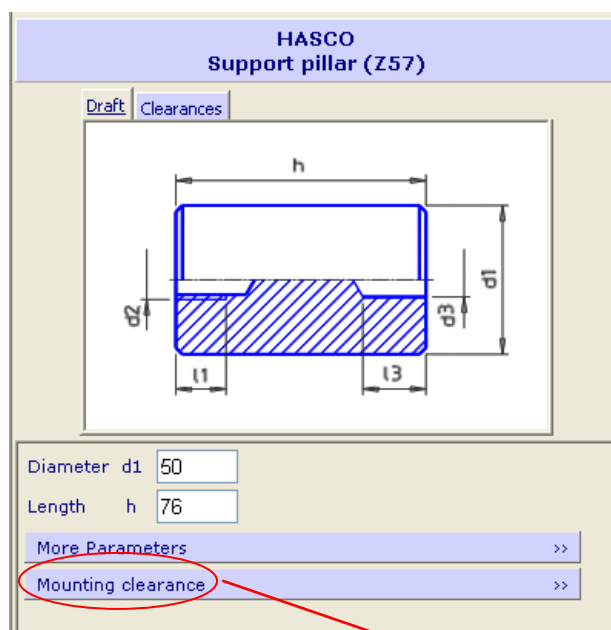 HASCO
Support pillar (Z57)
Draft Clearances
h
d1
d2
d3
l1 l3
Diameter d1 50
Length h 76
More Parameters >>
Mounting clearance >>